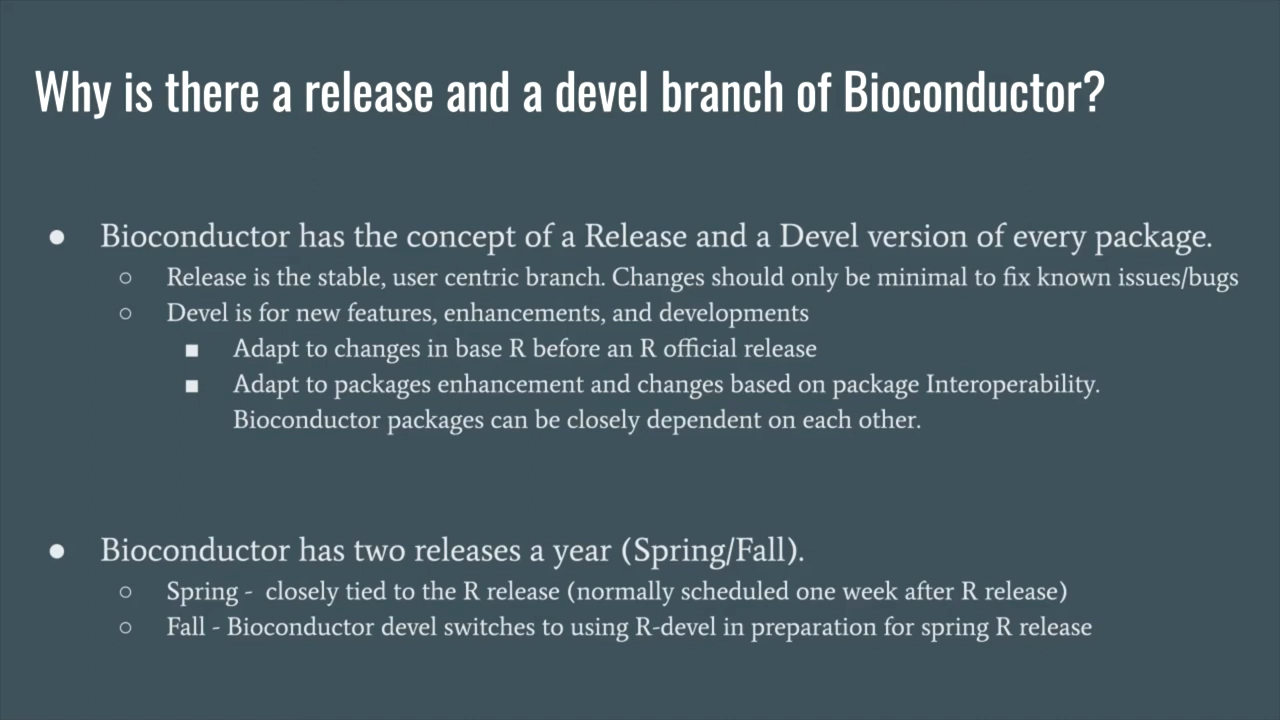 Why is there a release and a devel branch of Bioconductor?
● Bioconductor has the concept of a Release and a Devel version of every package.
○ Release is the stable, user centric branch. Changes should only be minimal to fix known issues/bugs
○ Devel is for new features, enhancements, and developments
■ Adapt to changes in base R before an R official release
■ Adapt to packages enhancement and changes based on package Interoperability.
Bioconductor packages can be closely dependent on each other.
● Bioconductor has two releases a year (Spring/Fall).
○ Spring - closely tied to the R release (normally scheduled one week after R release)
○ Fall - Bioconductor devel switches to using R-devel in preparation for spring R release